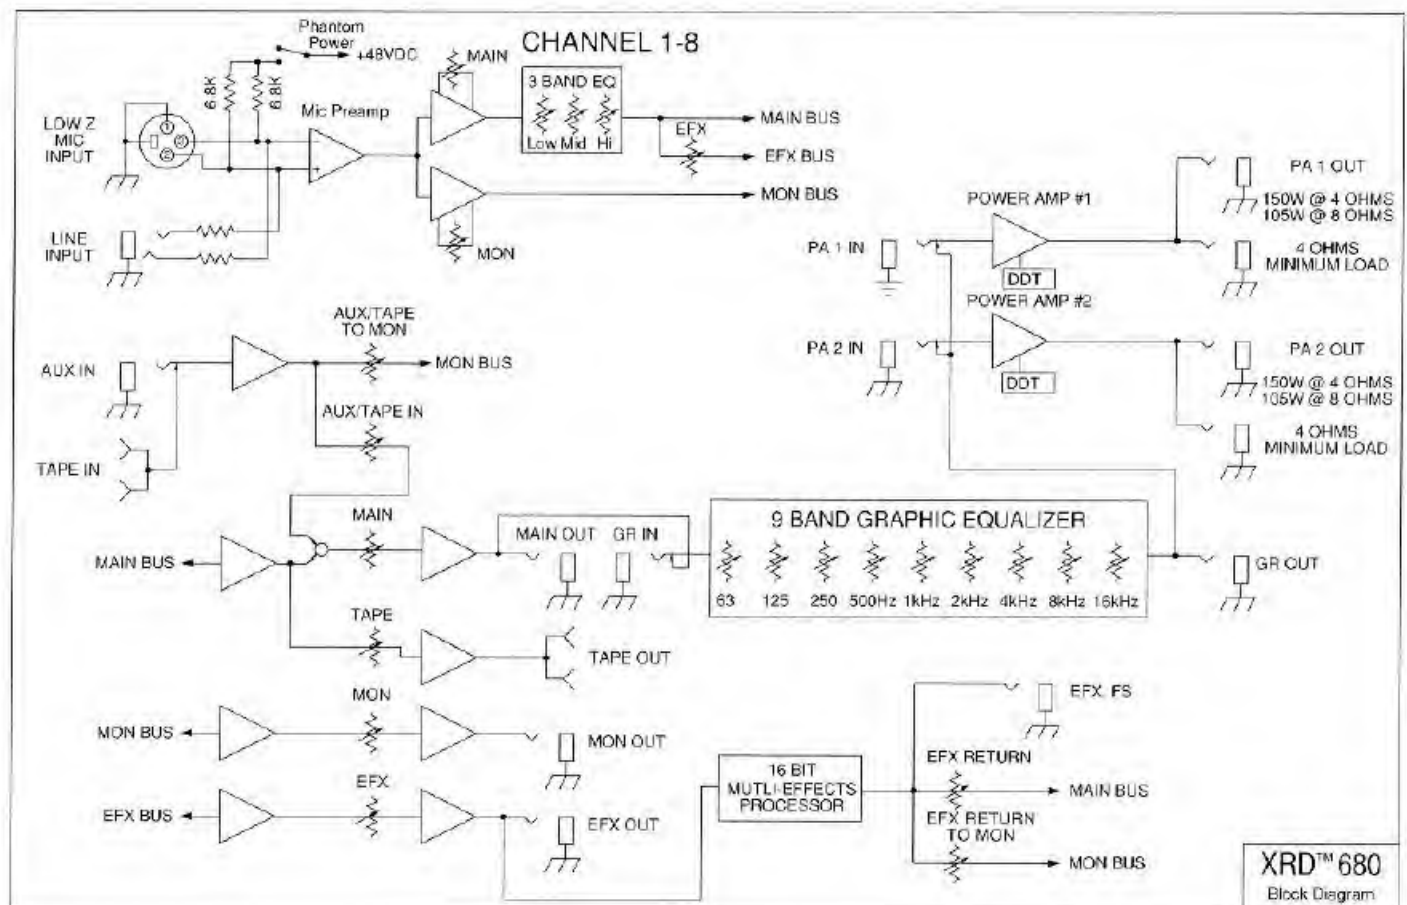 Phantom
Power
+48VDC
CHANNEL 1-8
MAIN
6.8K
6.8K
Mic Preamp
3 BAND EQ
Low Mid Hi
LOW Z
MIC
INPUT
1
3
2
MAIN BUS
EFX
EFX BUS
MON BUS
LINE
INPUT
MON
POWER AMP #1
PA 1 IN
DDT
PA 1 OUT
150W @ 4 OHMS
105W @ 8 OHMS
4 OHMS
MINIMUM LOAD
POWER AMP #2
PA 2 IN
DDT
PA 2 OUT
150W @ 4 OHMS
105W @ 8 OHMS
4 OHMS
MINIMUM LOAD
AUX/TAPE
TO MON
AUX IN
MON BUS
AUX/TAPE IN
TAPE IN
MAIN
MAIN BUS
MAIN OUT
GR IN
9 BAND GRAPHIC EQUALIZER
63 125 250 500Hz 1kHz 2kHz 4kHz 8kHz 16kHz
GR OUT
TAPE
TAPE OUT
MON
MON BUS
MON OUT
EFX
EFX BUS
EFX OUT
16 BIT
MUTLI-EFFECTS
PROCESSOR
EFX. FS
EFX RETURN
MAIN BUS
EFX RETURN
TO MON
MON BUS
XRD™ 680
Block Diagram